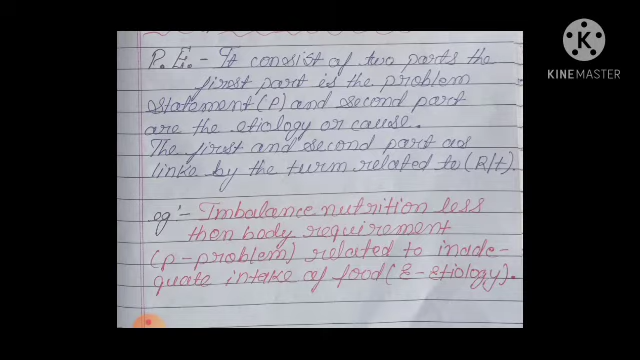 P.E. - It consist of two parts the
first part is the problem
statement (P) and second part
are the etiology or cause.
The first and second part ads
linke by the term related to (R/t).
eg:- Imbalance nutrition less
then body requirement
(p-problem) related to inade-
quate intake of food (E-etiology).
KINEMASTER